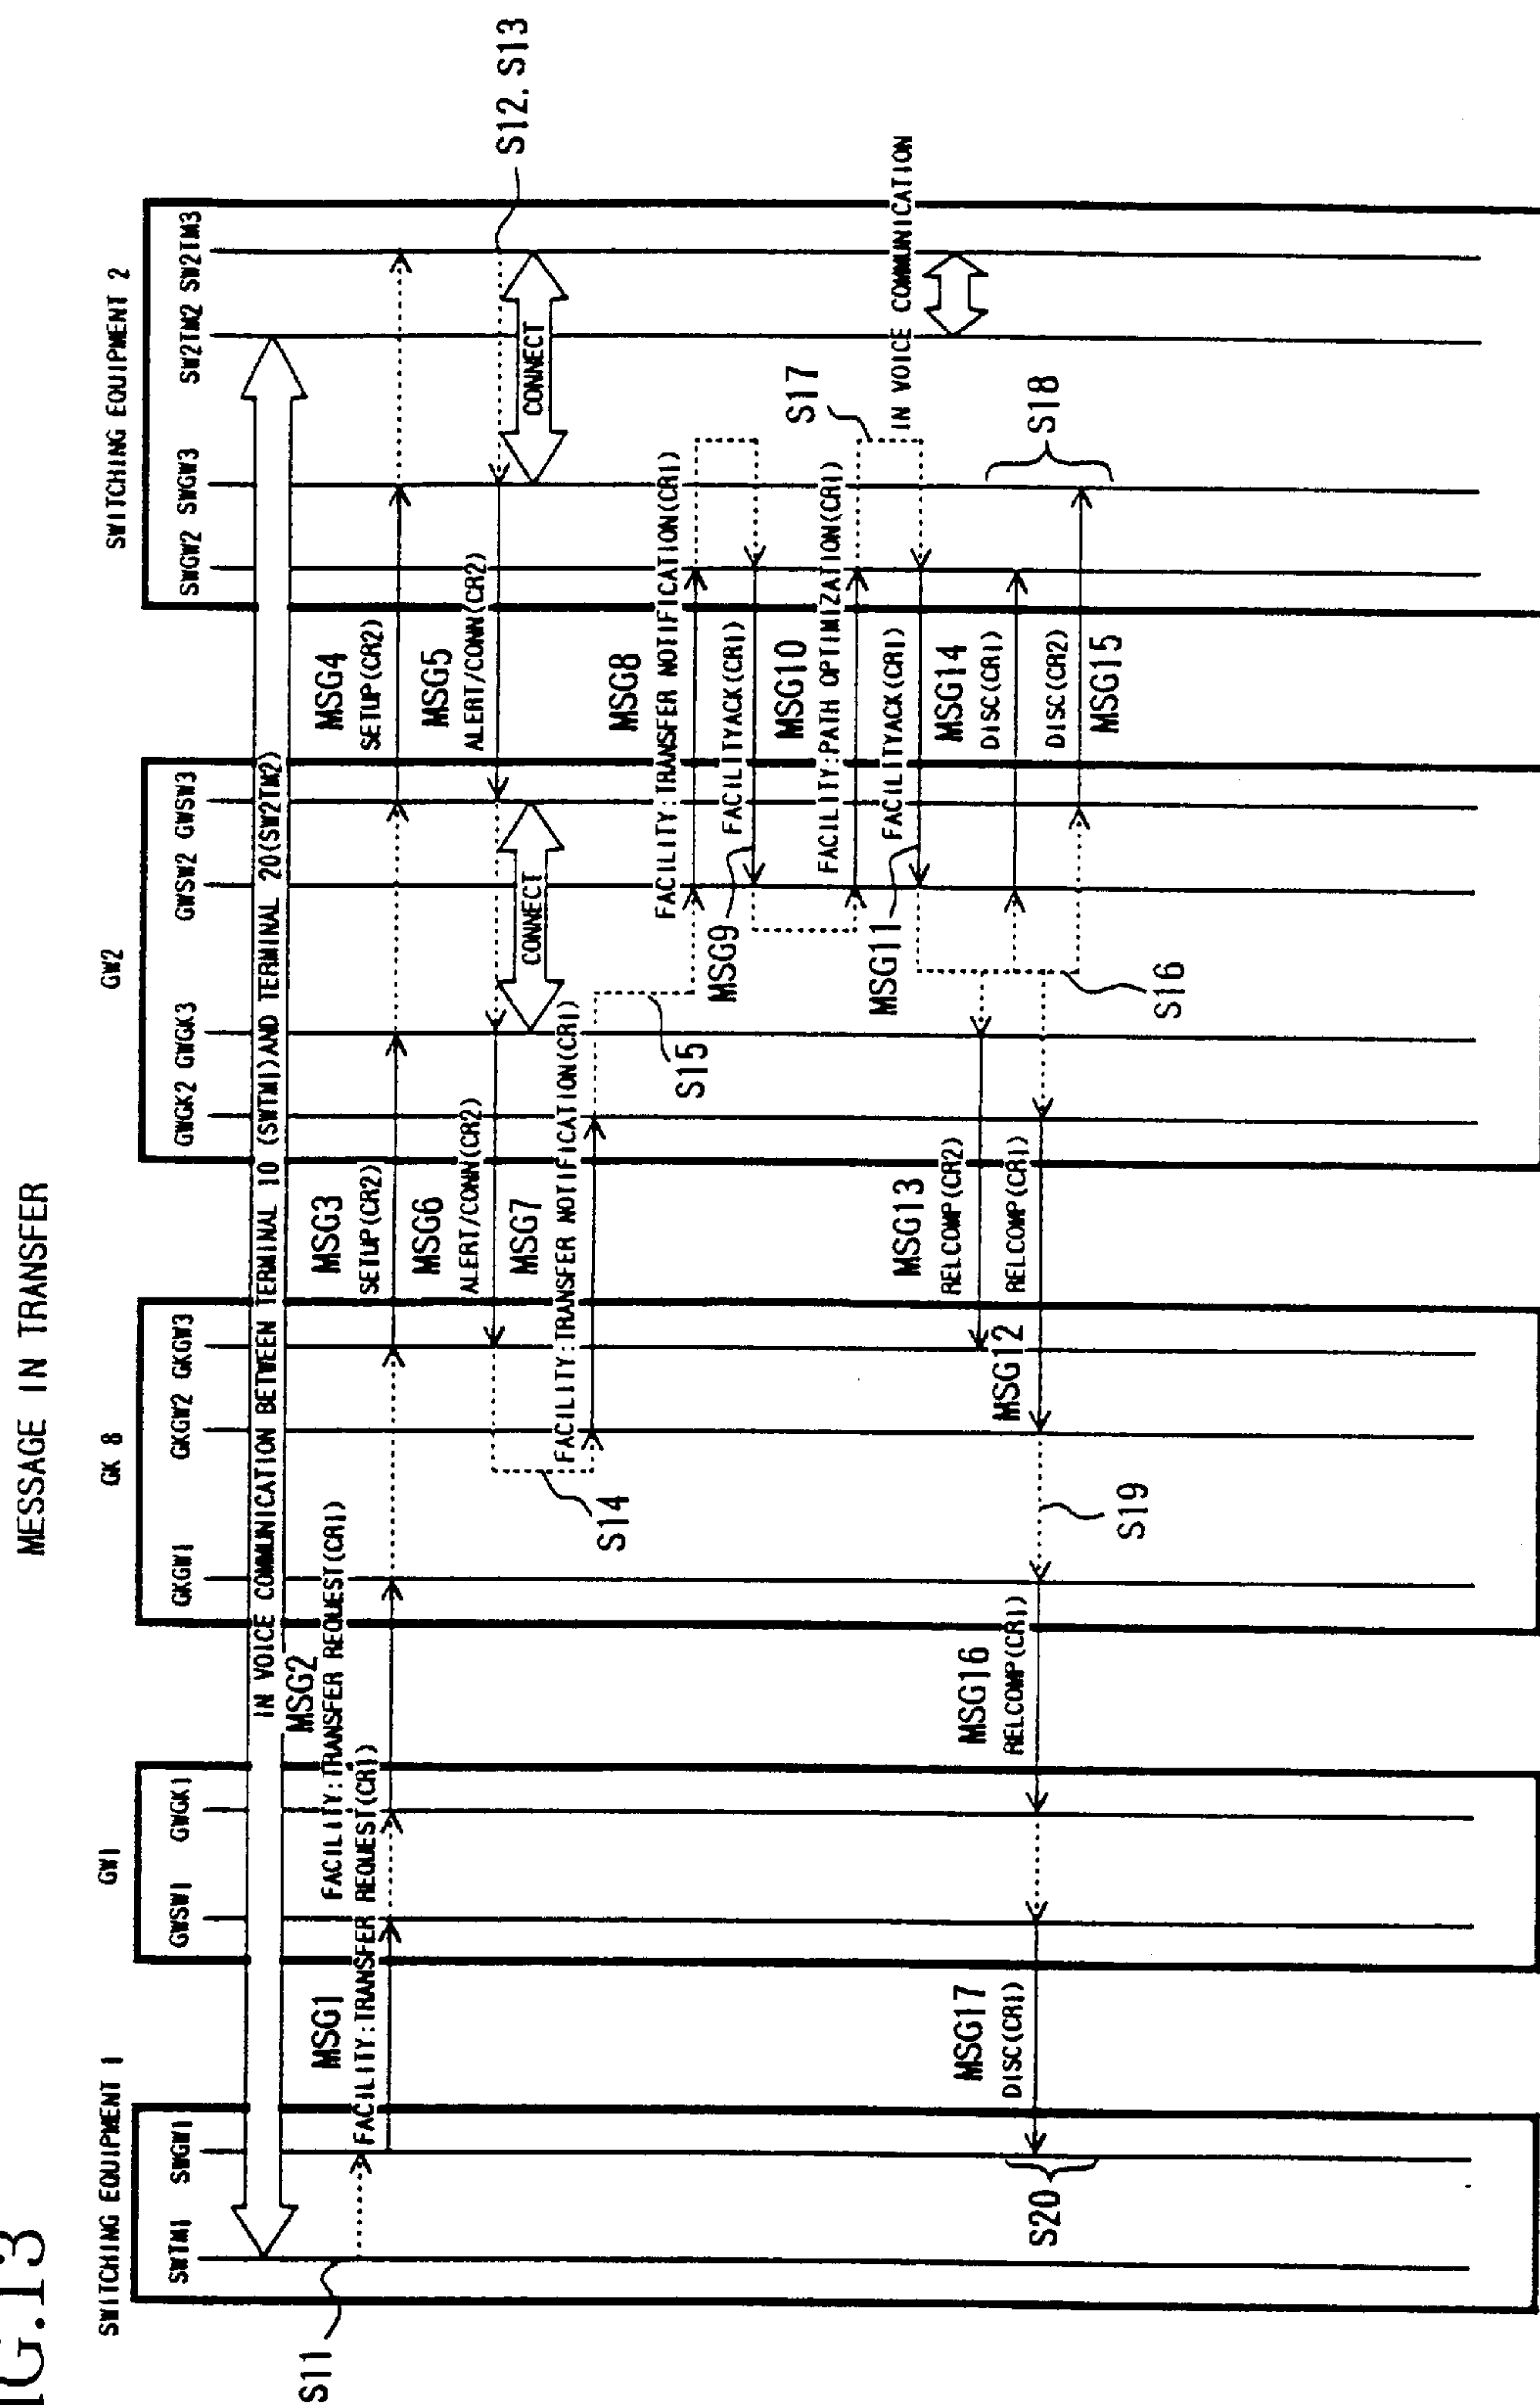 FIG.13
MESSAGE IN TRANSFER
SWITCHING EQUIPMENT 1
GW1
GK 8
GW2
SWITCHING EQUIPMENT 2
SWTM1 SWGW1
GWSW1 GWGK1
GKGW1 GKGW2 GKGW3
GWGK2 GWGK3 GWSW2 GWSW3
SWGW2 SWGW3 SW2TM2 SW2TM3
IN VOICE COMMUNICATION BETWEEN TERMINAL 10 (SWTM1)AND TERMINAL 20(SW2TM2)
S11
MSG1
FACILITY:TRANSFER REQUEST(CR1)
MSG2
FACILITY:TRANSFER REQUEST(CR1)
MSG3
SETUP(CR2)
MSG4
SETUP(CR2)
S12, S13
MSG5
ALERT/CONN(CR2)
MSG6
ALERT/CONN(CR2)
CONNECT
CONNECT
S14
MSG7
FACILITY:TRANSFER NOTIFICATION(CR1)
S15
MSG8
FACILITY:TRANSFER NOTIFICATION(CR1)
MSG9
FACILITYACK(CR1)
MSG10
FACILITY:PATH OPTIMIZATION(CR1)
S17
MSG11
FACILITYACK(CR1)
IN VOICE COMMUNICATION
S16
MSG13
RELCOMP(CR2)
MSG14
DISC(CR1)
RELCOMP(CR1)
MSG12
DISC(CR2)
MSG15
S18
S19
MSG16
RELCOMP(CR1)
MSG17
DISC(CR1)
S20